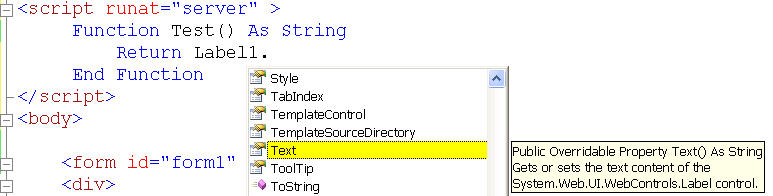 <script runat="server" >
Function Test() As String
Return Label1.
End Function
</script>
<body>
<form id="form1"
<div>
Style
TabIndex
TemplateControl
TemplateSourceDirectory
Text
ToolTip
ToString
Public Overridable Property Text() As String
Gets or sets the text content of the
System.Web.UI.WebControls.Label control.